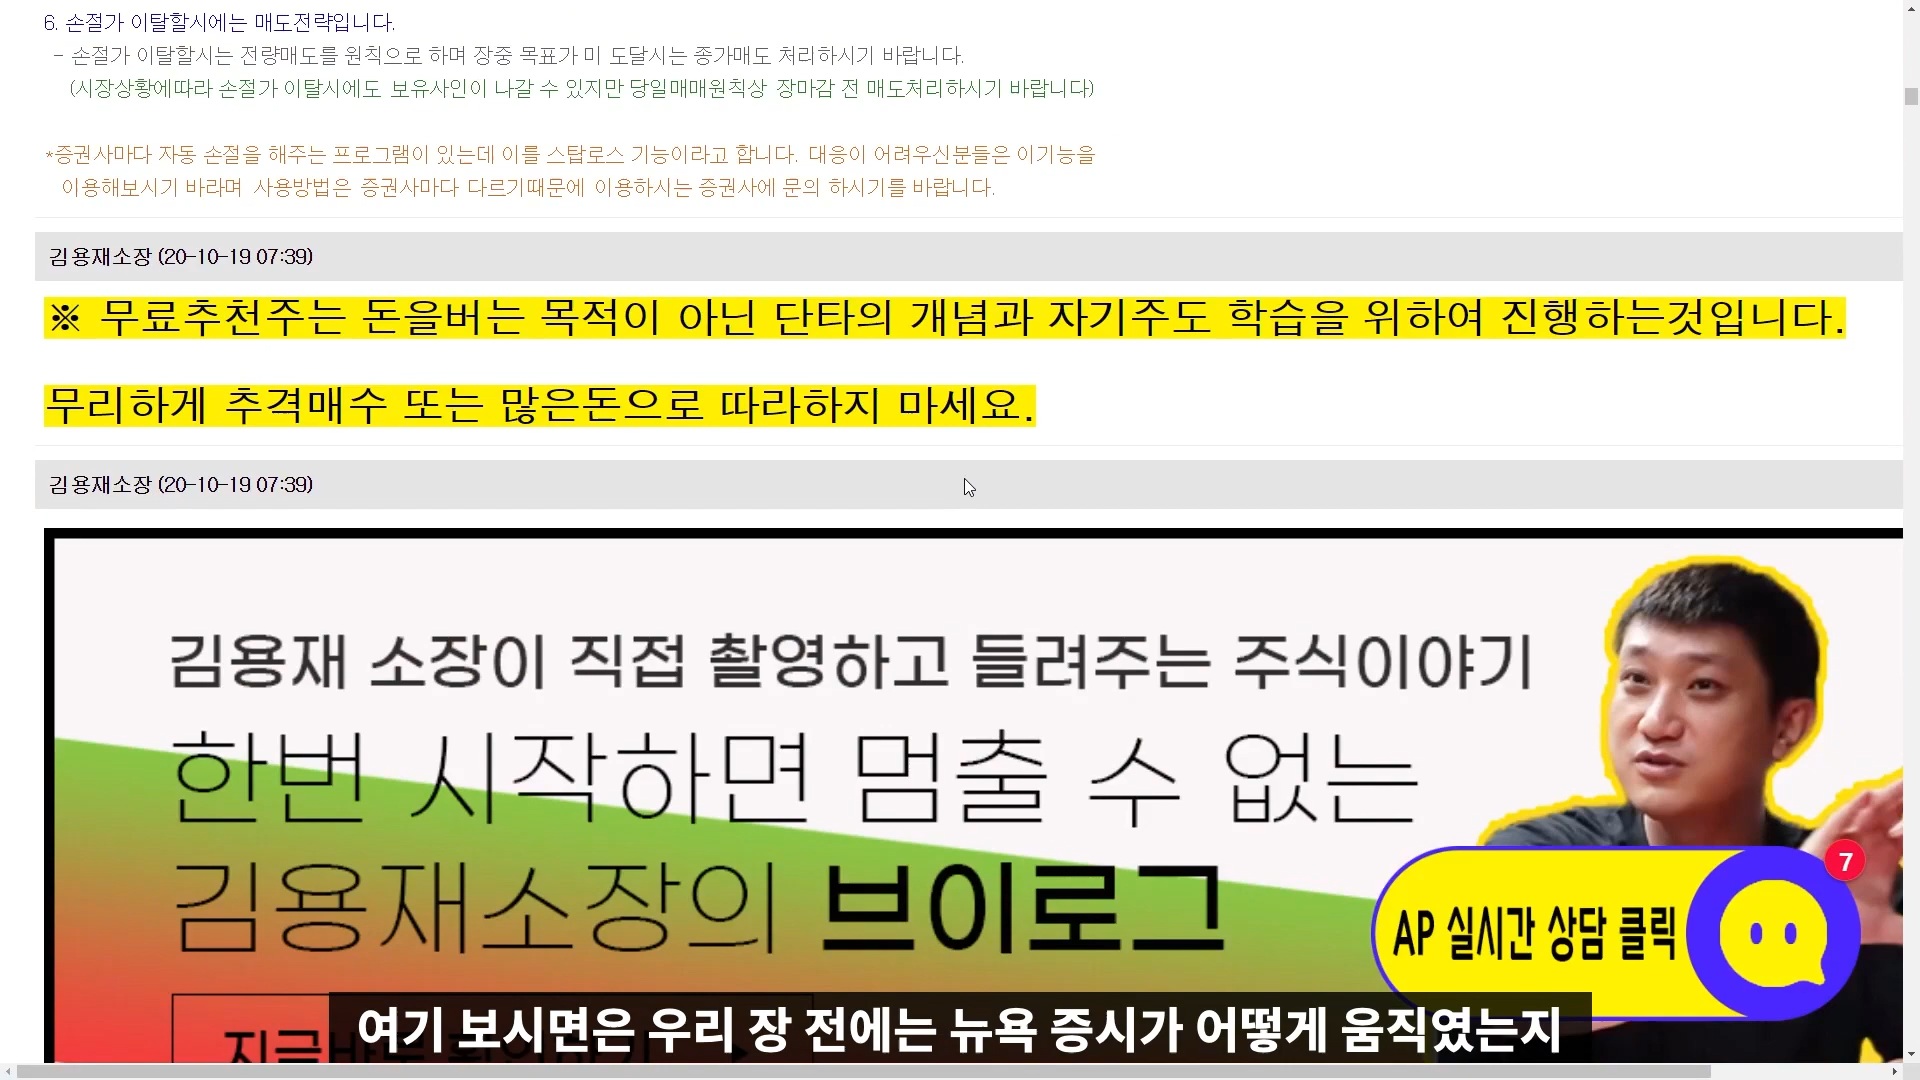 6. 손절가 이탈할시에는 매도전략입니다.
- 손절가 이탈할시는 전량매도를 원칙으로 하며 장중 목표가 미 도달시는 종가매도 처리하시기 바랍니다.
(시장상황에따라 손절가 이탈시에도 보유사인이 나갈 수 있지만 당일매매원칙상 장마감 전 매도처리하시기 바랍니다)
*증권사마다 자동 손절을 해주는 프로그램이 있는데 이를 스탑로스 기능이라고 합니다. 대응이 어려우신분들은 이기능을
이용해보시기 바라며 사용방법은 증권사마다 다르기때문에 이용하시는 증권사에 문의 하시기를 바랍니다.
김용재소장 (20-10-19 07:39)
※ 무료추천주는 돈을버는 목적이 아닌 단타의 개념과 자기주도 학습을 위하여 진행하는것입니다.
무리하게 추격매수 또는 많은돈으로 따라하지 마세요.
김용재소장 (20-10-19 07:39)
김용재 소장이 직접 촬영하고 들려주는 주식이야기
한번 시작하면 멈출 수 없는
김용재소장의 브이로그
7
AP 실시간 상담 클릭
여기 보시면은 우리 장 전에는 뉴욕 증시가 어떻게 움직였는지